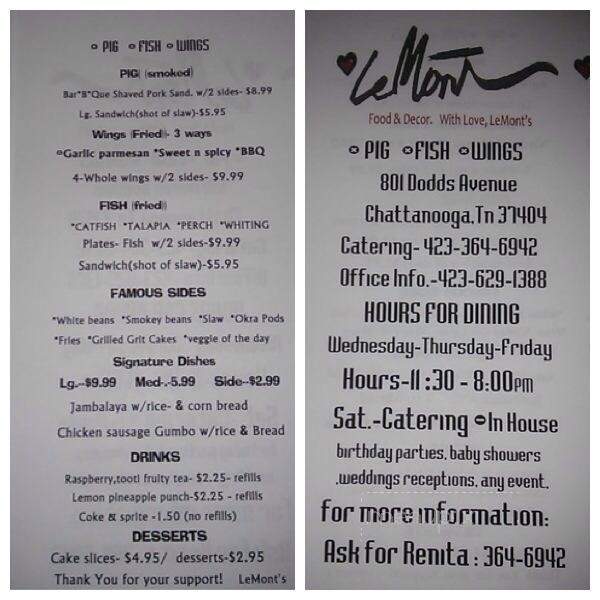 • PIG • FISH • WINGS
PIG (smoked)
Bar*B*Que Shaved Pork Sand. w/2 sides- $8.99
Lg. Sandwich(shot of slaw)-$5.95
Wings (Fried)- 3 ways
*Garlic parmesan *Sweet n spicy *BBQ
4-Whole wings w/2 sides- $9.99
FISH (fried)
*CATFISH *TALAPIA *PERCH *WHITING
Plates- Fish w/2 sides-$9.99
Sandwich(shot of slaw)-$5.95
FAMOUS SIDES
*White beans *Smokey beans *Slaw *Okra Pods
*Fries *Grilled Grit Cakes *veggie of the day
Signature Dishes
Lg.-$9.99 Med-.5.99 Side--$2.99
Jambalaya w/rice- & corn bread
Chicken sausage Gumbo w/rice & Bread
DRINKS
Raspberry,tooti fruity tea- $2.25- refills
Lemon pineapple punch-$2.25 - refills
Coke & sprite -1.50 (no refills)
DESSERTS
Cake slices- $4.95/ desserts-$2.95
Thank You for your support! LeMont's
LeMont
Food & Decor. With Love, LeMont's
• PIG • FISH • WINGS
801 Dodds Avenue
Chattanooga,Tn 37404
Catering- 423-364-6942
Office Info.-423-629-1388
HOURS FOR DINING
Wednesday-Thursday-Friday
Hours-11:30 - 8:00pm
Sat.-Catering •In House
birthday parties, baby showers
.weddings receptions, any event.
for more information:
Ask for Renita : 364-6942